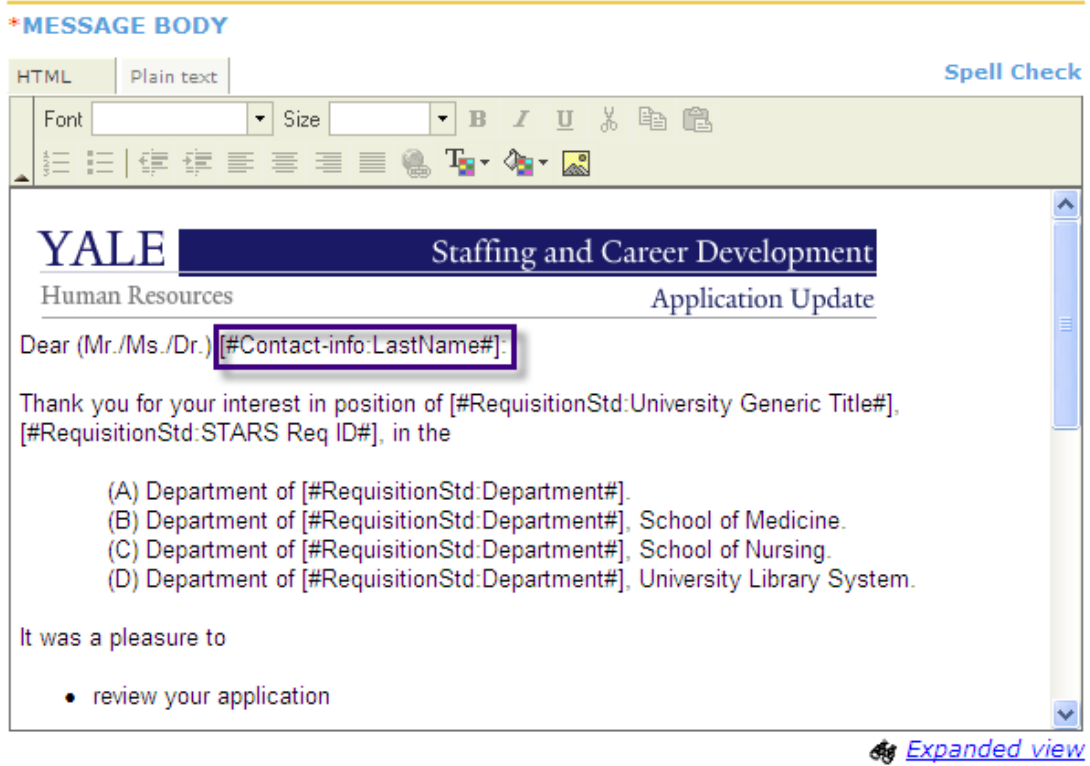 *MESSAGE BODY
HTML Plain text Spell Check
Font Size B I U
T
YALE Staffing and Career Development
Human Resources Application Update
Dear (Mr./Ms./Dr.) [#Contact-info:LastName#]:
Thank you for your interest in position of [#RequisitionStd:University Generic Title#],
[#RequisitionStd:STARS Req ID#], in the
(A) Department of [#RequisitionStd:Department#].
(B) Department of [#RequisitionStd:Department#], School of Medicine.
(C) Department of [#RequisitionStd:Department#], School of Nursing.
(D) Department of [#RequisitionStd:Department#], University Library System.
It was a pleasure to
• review your application
Expanded view